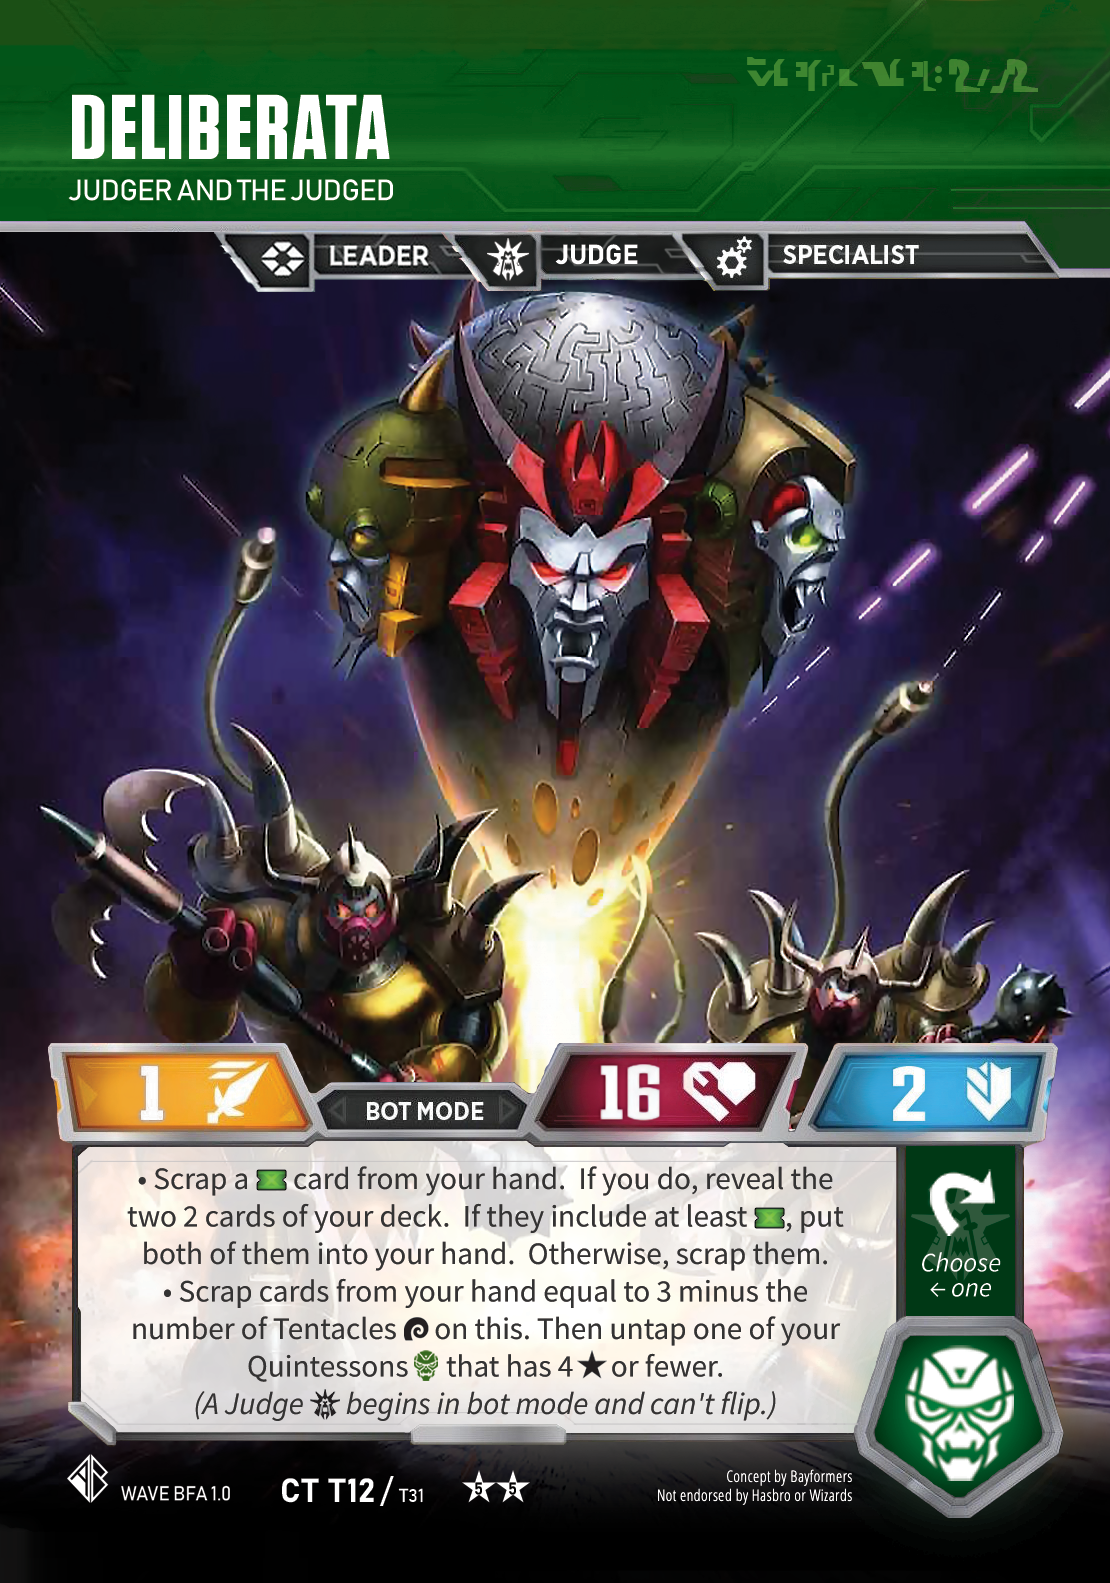 DELIBERATA
JUDGER AND THE JUDGED
LEADER JUDGE SPECIALIST
1 BOT MODE 16 2
• Scrap a card from your hand. If you do, reveal the
two 2 cards of your deck. If they include at least , put
both of them into your hand. Otherwise, scrap them.
• Scrap cards from your hand equal to 3 minus the
number of Tentacles on this. Then untap one of your
Quintessons that has 4 ★ or fewer.
(A Judge begins in bot mode and can't flip.)
Choose
← one
WAVE BFA 1.0 CT T12 / T31 5 5
Concept by Bayformers
Not endorsed by Hasbro or Wizards